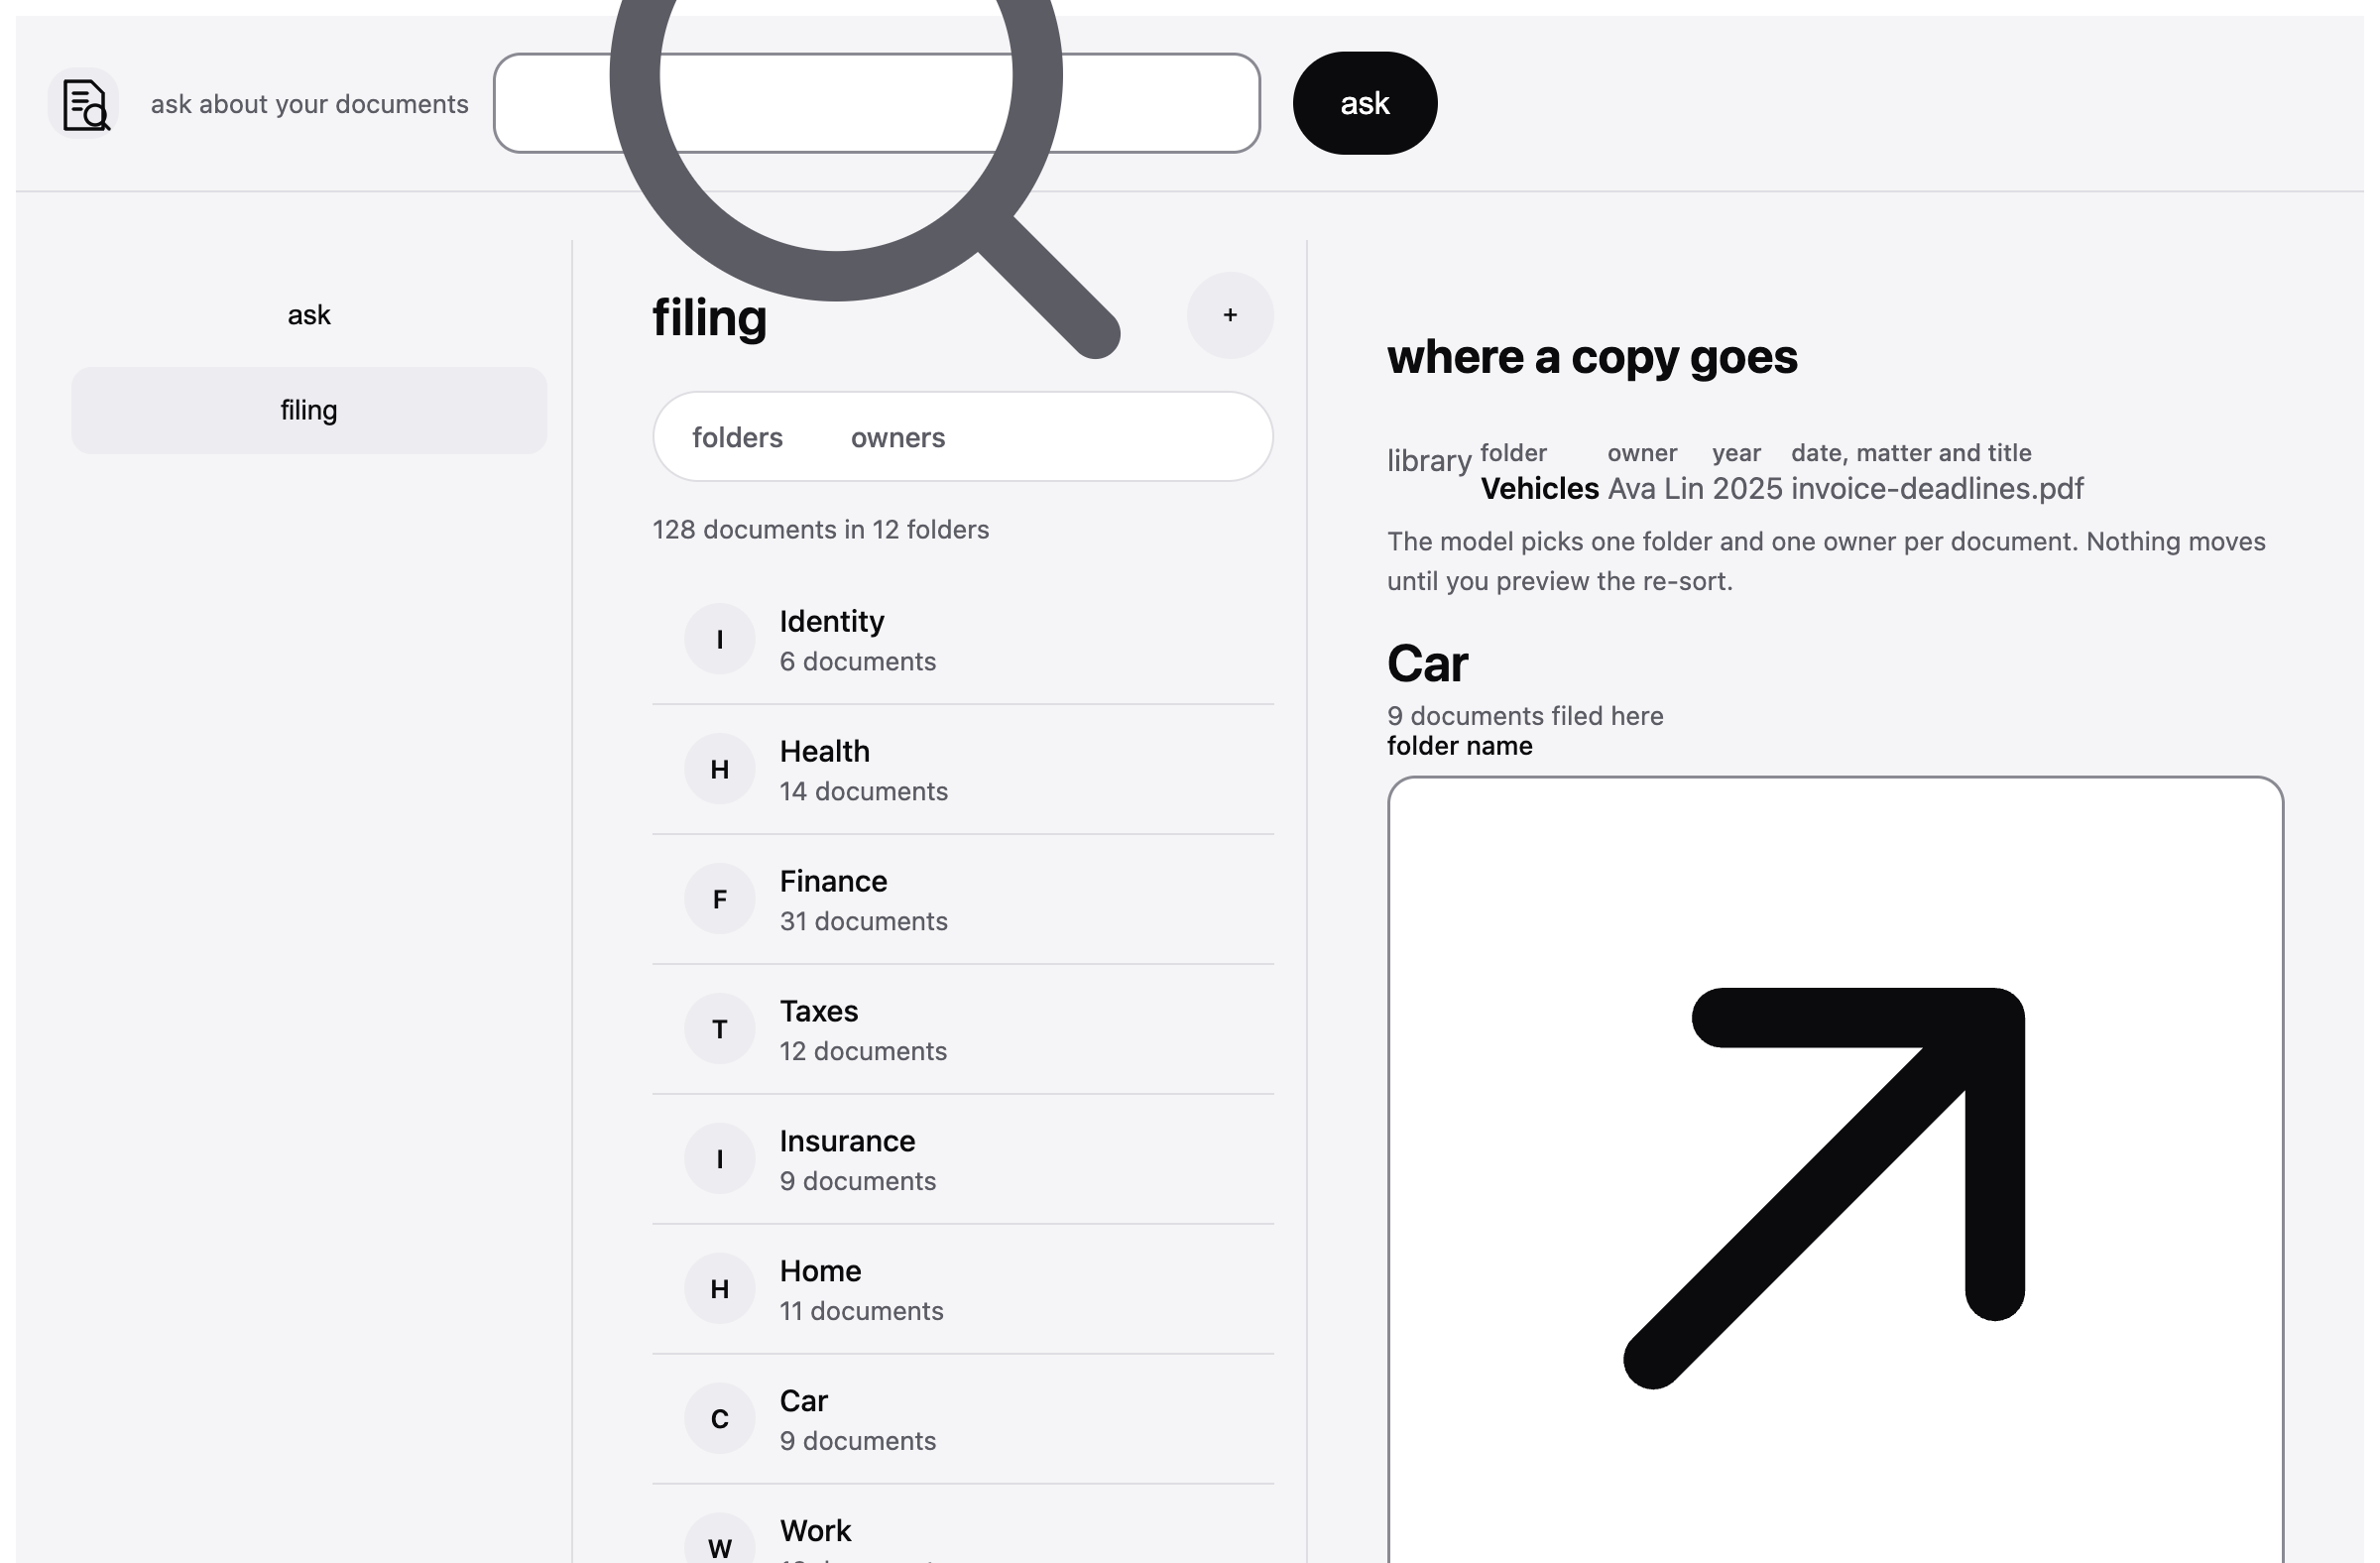 ask about your documents
ask
ask
filing
filing
+
folders owners
128 documents in 12 folders
I
Identity
6 documents
H
Health
14 documents
F
Finance
31 documents
T
Taxes
12 documents
I
Insurance
9 documents
H
Home
11 documents
C
Car
9 documents
W
Work
where a copy goes
library
folder owner year date, matter and title
Vehicles Ava Lin 2025 invoice-deadlines.pdf
The model picks one folder and one owner per document. Nothing moves
until you preview the re-sort.
Car
9 documents filed here
folder name